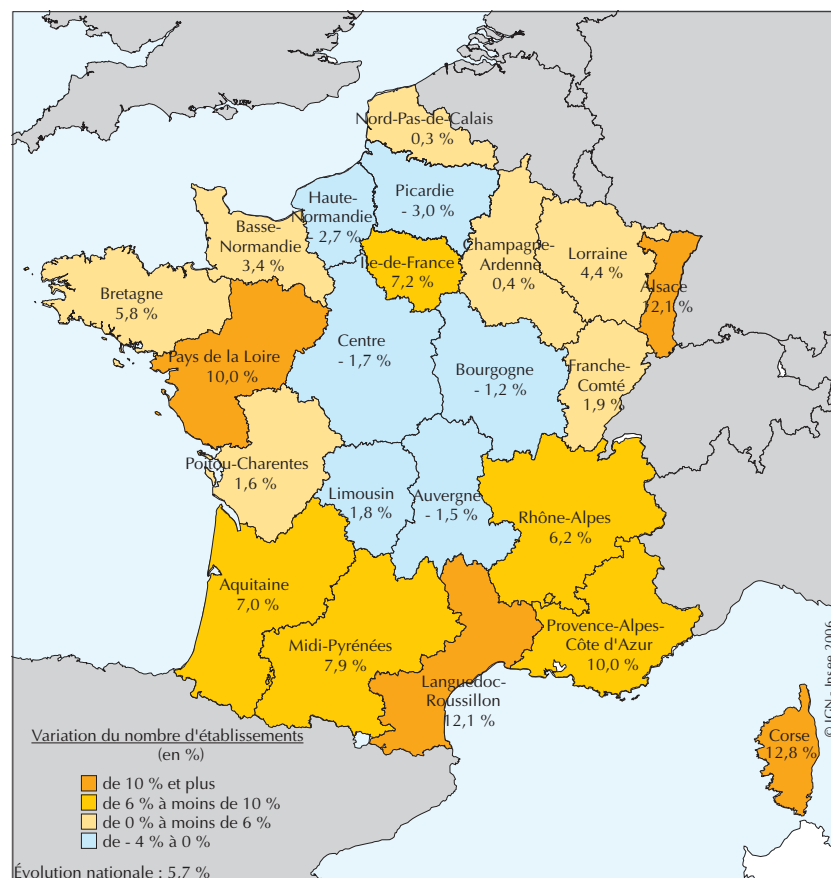 Nord-Pas-de-Calais
0,3 %
Picardie
- 3,0 %
Haute-
Normandie
- 2,7 %
Basse-
Normandie
3,4 %
Île-de-France
7,2 %
Champagne-
Ardenne
0,4 %
Lorraine
4,4 %
Alsace
12,1 %
Bretagne
5,8 %
Pays de la Loire
10,0 %
Centre
- 1,7 %
Bourgogne
- 1,2 %
Franche-
Comté
1,9 %
Poitou-Charentes
1,6 %
Limousin
1,8 %
Auvergne
- 1,5 %
Rhône-Alpes
6,2 %
Aquitaine
7,0 %
Midi-Pyrénées
7,9 %
Provence-Alpes-
Côte d'Azur
10,0 %
Languedoc-
Roussillon
12,1 %
Corse
12,8 %
© IGN - Insee 2006
Variation du nombre d'établissements
(en %)
de 10 % et plus
de 6 % à moins de 10 %
de 0 % à moins de 6 %
de - 4 % à 0 %
Évolution nationale : 5,7 %